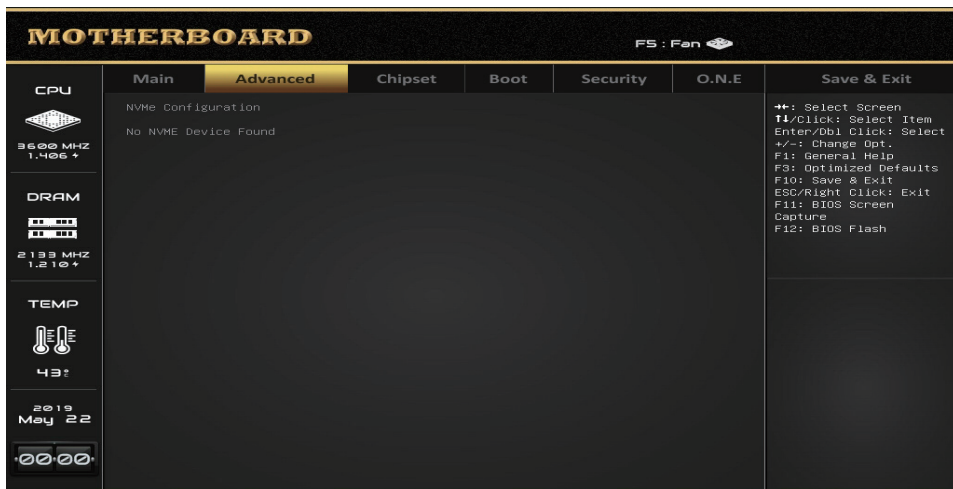 MOTHERBOARD
F5 : Fan
Main Advanced Chipset Boot Security O.N.E Save & Exit
CPU
3600 MHZ
1.406
DRAM
2133 MHZ
1.210
TEMP
43°C
2019
May 22
00:00
NVMe Configuration
No NVME Device Found
→←: Select Screen
↑↓/Click: Select Item
Enter/Dbl Click: Select
+/-: Change Opt.
F1: General Help
F3: Optimized Defaults
F10: Save & Exit
ESC/Right Click: Exit
F11: BIOS Screen
Capture
F12: BIOS Flash